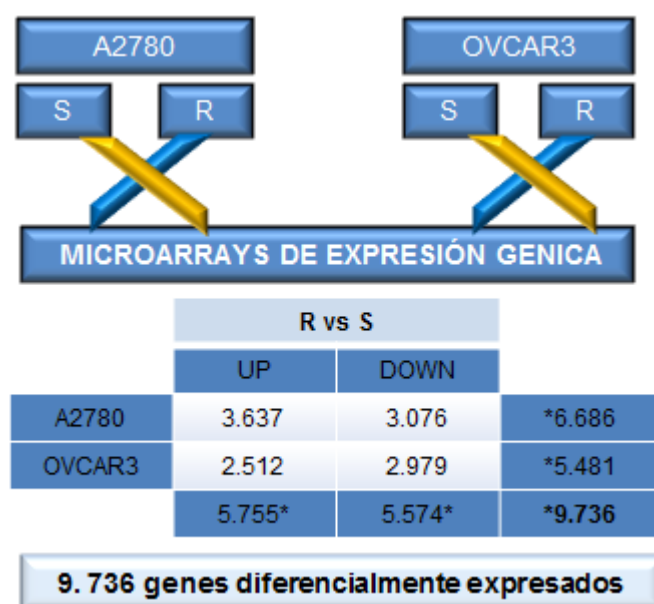 A2780 OVCAR3
S R S R
MICROARRAYS DE EXPRESIÓN GENICA
R vs S
UP DOWN
A2780 3.637 3.076 *6.686
OVCAR3 2.512 2.979 *5.481
5.755* 5.574* *9.736
9. 736 genes diferencialmente expresados